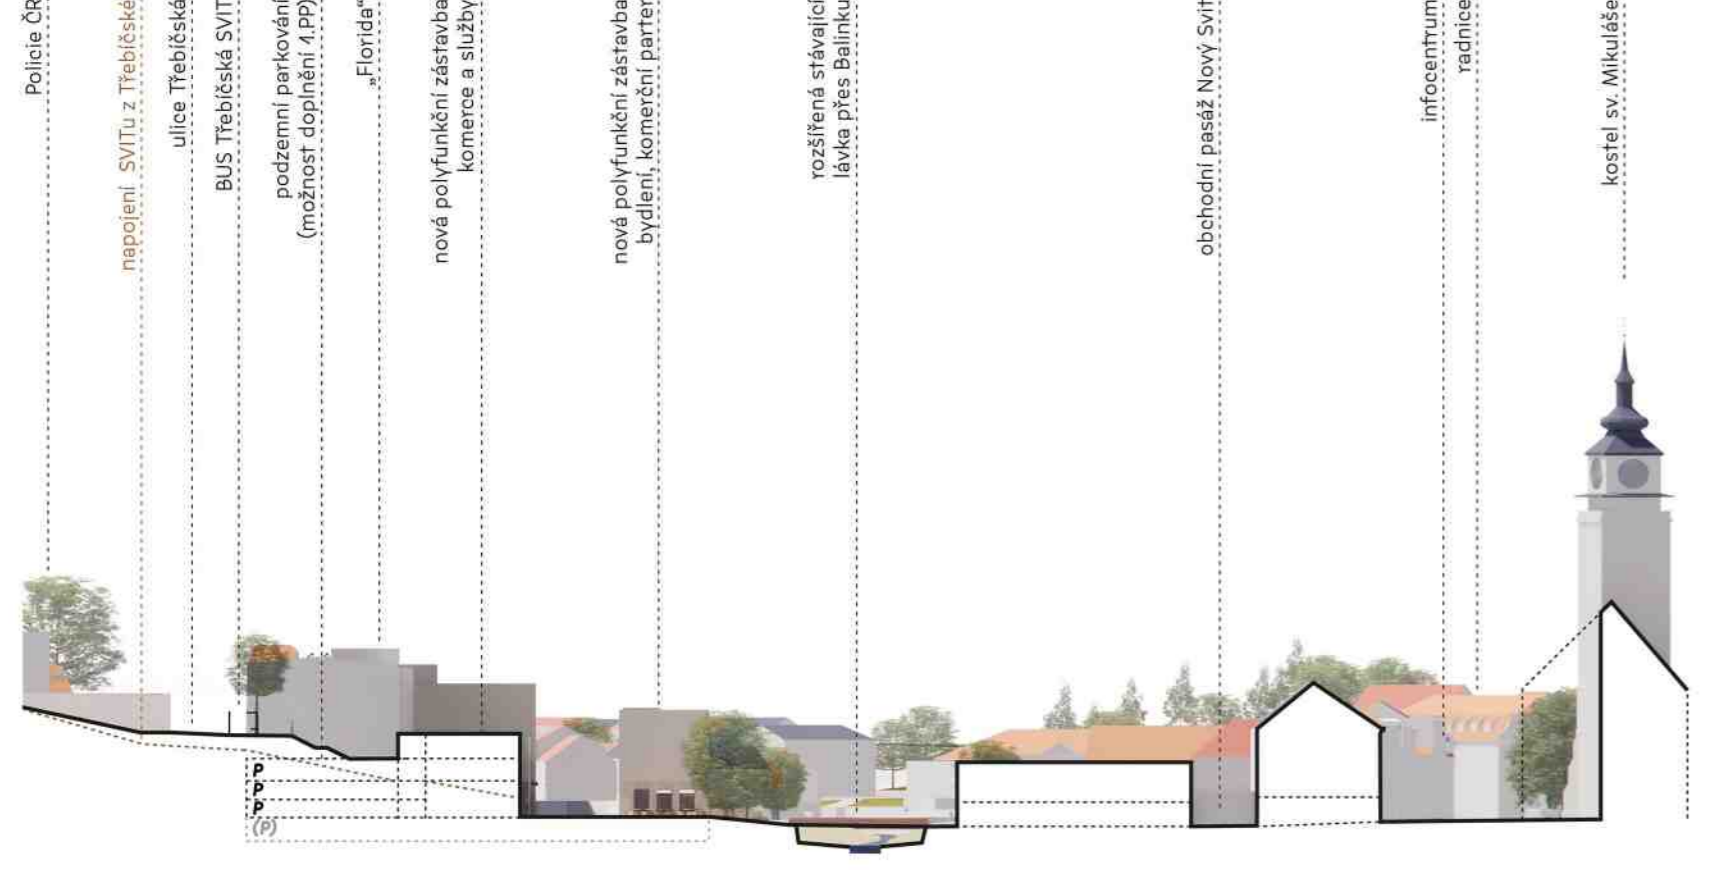 Policie ČR
napojení SVITu z Třebíčské
ulice Třebíčská
BUS Třebíčská SVIT
podzemní parkování
(možnost doplnění 1.PP)
„Florida“
nová polyfunkční zástavba
komerce a služby
nová polyfunkční zástavba
bydlení, komerční parter
rozšířená stávající
lávka přes Balinku
obchodní pasáž Nový Svit
infocentrum
radnice
kostel sv. Mikuláše
P
P
P
(P)